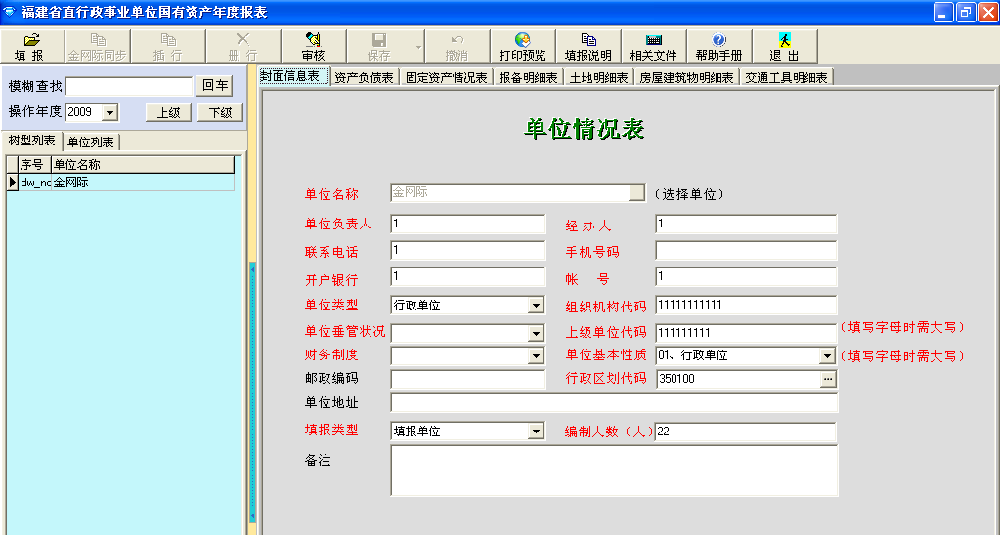 福建省直行政事业单位国有资产年度报表
填 报 金网际同步 插 行 删 行 审核 保存 撤消 打印预览 填报说明 相关文件 帮助手册 退 出
模糊查找 回车
操作年度 2009 上级 下级
树型列表 单位列表
序号 单位名称
dw_nc 金网际
封面信息表 资产负债表 固定资产情况表 报备明细表 土地明细表 房屋建筑物明细表 交通工具明细表
单位情况表
单位名称 金网际 (选择单位)
单位负责人 1 经 办 人 1
联系电话 1 手机号码
开户银行 1 帐 号 1
单位类型 行政单位 组织机构代码 11111111111
单位垂管状况 上级单位代码 111111111 (填写字母时需大写)
财务制度 单位基本性质 01、行政单位 (填写字母时需大写)
邮政编码 行政区划代码 350100 ...
单位地址
填报类型 填报单位 编制人数（人） 22
备注